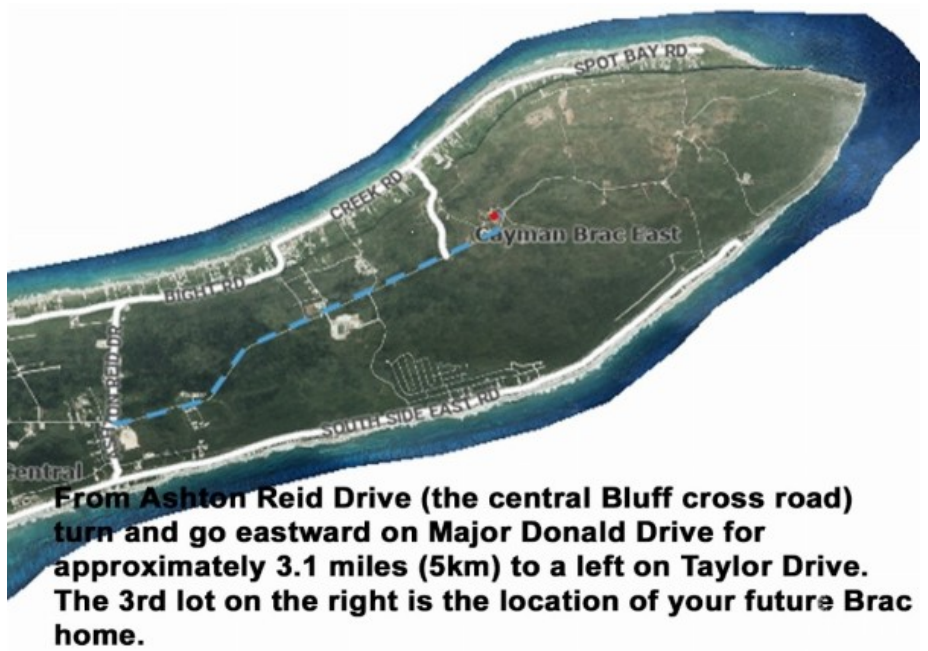 SPOT BAY RD
CREEK RD
Cayman Brac East
BIGHT RD
ASHTON REID DR
SOUTH SIDE EAST RD
entral
From Ashton Reid Drive (the central Bluff cross road)
turn and go eastward on Major Donald Drive for
approximately 3.1 miles (5km) to a left on Taylor Drive.
The 3rd lot on the right is the location of your future Brac
home.